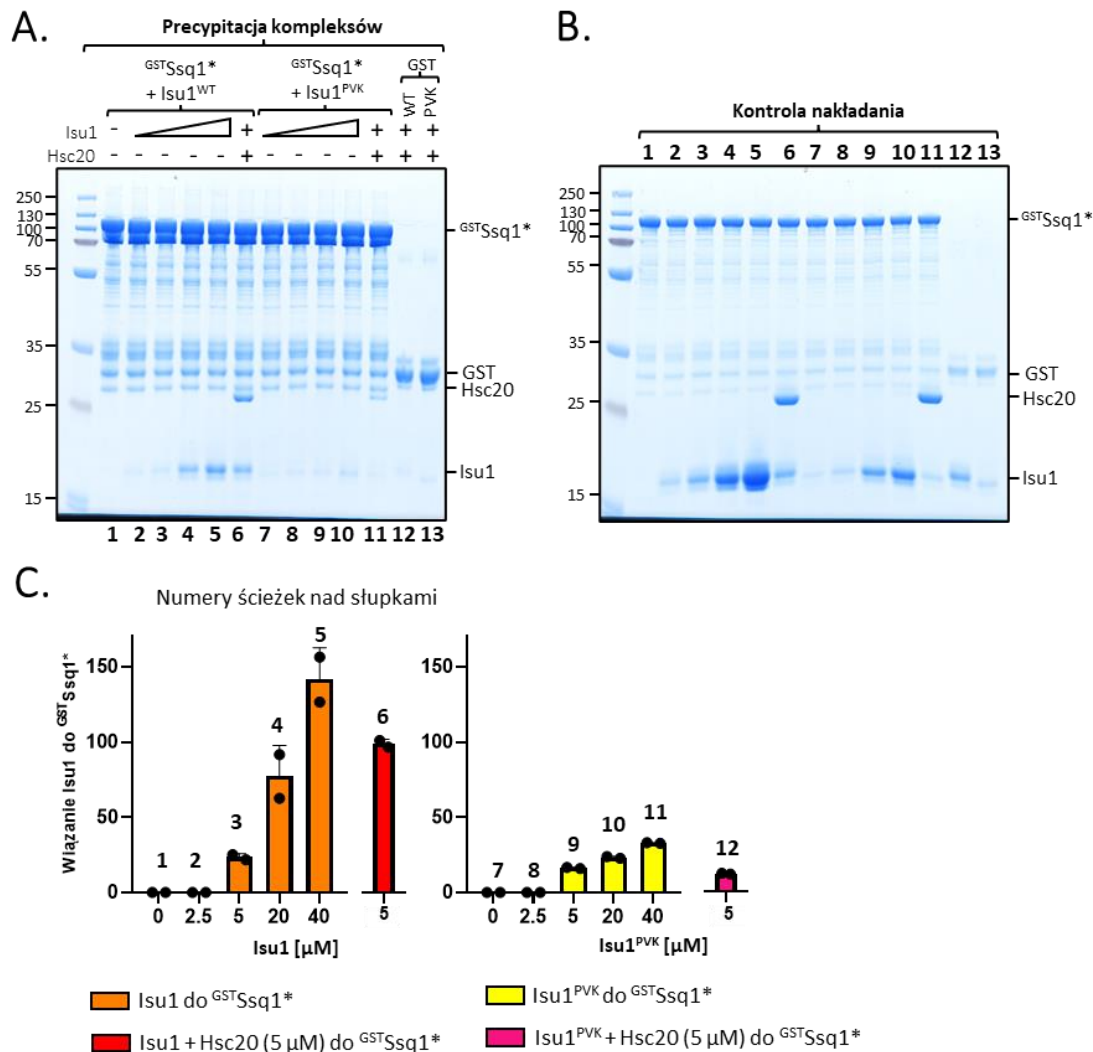 A.
Precypitacja kompleksów
GSTSsq1* + Isu1WT
GSTSsq1* + Isu1PVK
GST
WT
PVK
Isu1 - + + + +
Hsc20 - - - - - + - - - - + + +
250
130
100
70
55
35
25
15
GSTSsq1*
GST
Hsc20
Isu1
1 2 3 4 5 6 7 8 9 10 11 12 13
B.
Kontrola nakładania
1 2 3 4 5 6 7 8 9 10 11 12 13
250
130
100
70
55
35
25
15
GSTSsq1*
GST
Hsc20
Isu1
C.
Numery ścieżek nad słupkami
Wiązanie Isu1 do GSTSsq1*
150
100
50
0
1 2 3 4 5 6
0 2.5 5 20 40 5
Isu1 [µM]
150
100
50
0
7 8 9 10 11 12
0 2.5 5 20 40 5
Isu1PVK [µM]
Isu1 do GSTSsq1*
Isu1 + Hsc20 (5 µM) do GSTSsq1*
Isu1PVK do GSTSsq1*
Isu1PVK + Hsc20 (5 µM) do GSTSsq1*